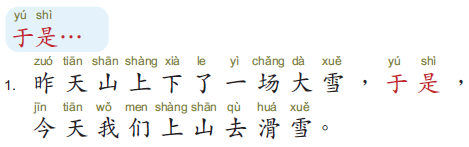 yú shì
于是…
zuó tiān shān shàng xià le yì chǎng dà xuě yú shì
1. 昨天山上下了一场大雪，于是，
jīn tiān wǒ men shàng shān qù huá xuě
今天我们上山去滑雪。